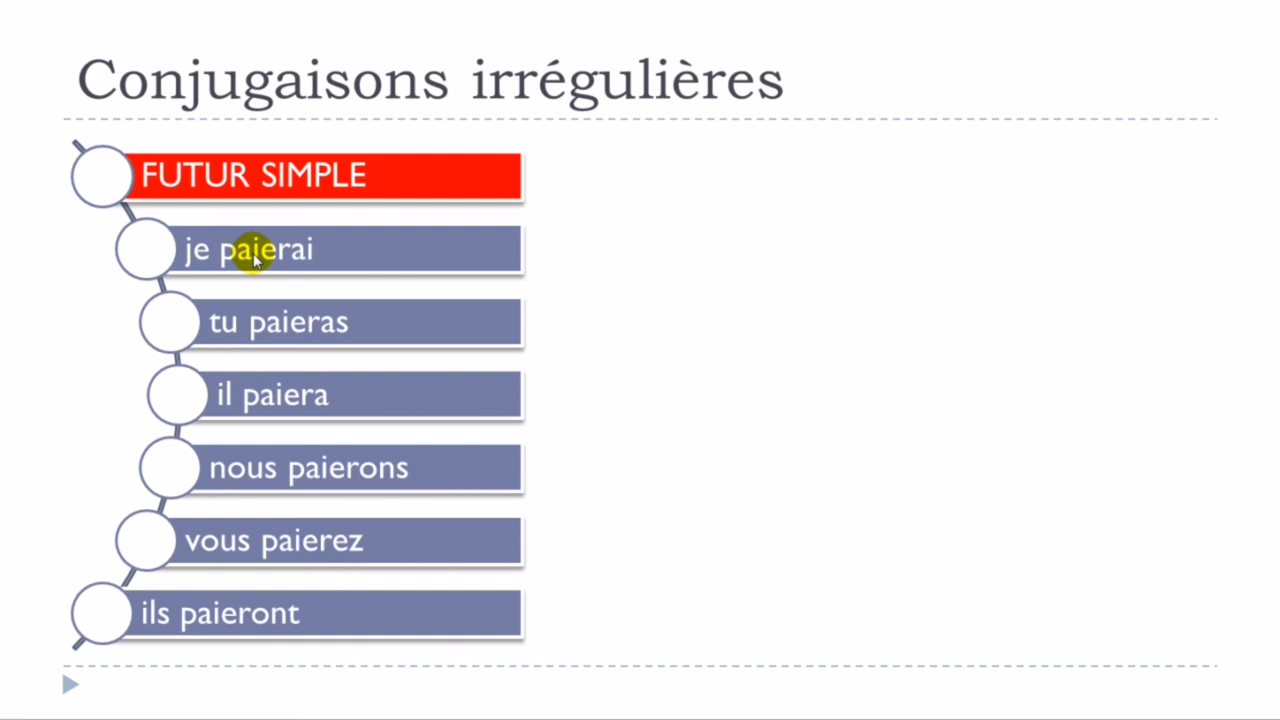 Conjugaisons irrégulières
FUTUR SIMPLE
je paierai
tu paieras
il paiera
nous paierons
vous paierez
ils paieront